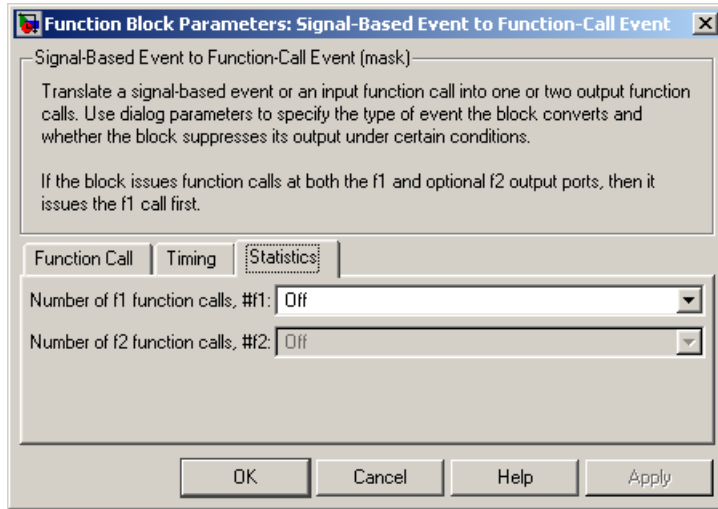 Function Block Parameters: Signal-Based Event to Function-Call Event
Signal-Based Event to Function-Call Event (mask)
Translate a signal-based event or an input function call into one or two output function
calls. Use dialog parameters to specify the type of event the block converts and
whether the block suppresses its output under certain conditions.
If the block issues function calls at both the f1 and optional f2 output ports, then it
issues the f1 call first.
Function Call Timing Statistics
Number of f1 function calls, #f1: Off
Number of f2 function calls, #f2: Off
OK Cancel Help Apply